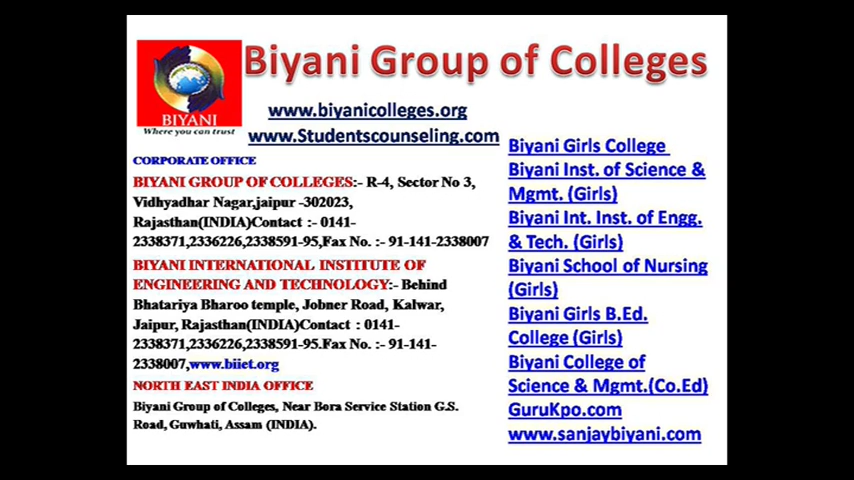 Biyani Group of Colleges
BIYANI
Where you can trust
www.biyanicolleges.org
www.Studentscounseling.com
CORPORATE OFFICE
BIYANI GROUP OF COLLEGES:- R-4, Sector No 3,
Vidhyadhar Nagar,jaipur -302023,
Rajasthan(INDIA)Contact :- 0141-
2338371,2336226,2338591-95,Fax No. :- 91-141-2338007
BIYANI INTERNATIONAL INSTITUTE OF
ENGINEERING AND TECHNOLOGY:- Behind
Bhatariya Bharoo temple, Jobner Road, Kalwar,
Jaipur, Rajasthan(INDIA)Contact : 0141-
2338371,2336226,2338591-95.Fax No. :- 91-141-
2338007,www.biiet.org
NORTH EAST INDIA OFFICE
Biyani Group of Colleges, Near Bora Service Station G.S.
Road, Guwhati, Assam (INDIA).
Biyani Girls College
Biyani Inst. of Science &
Mgmt. (Girls)
Biyani Int. Inst. of Engg.
& Tech. (Girls)
Biyani School of Nursing
(Girls)
Biyani Girls B.Ed.
College (Girls)
Biyani College of
Science & Mgmt.(Co.Ed)
GuruKpo.com
www.sanjaybiyani.com